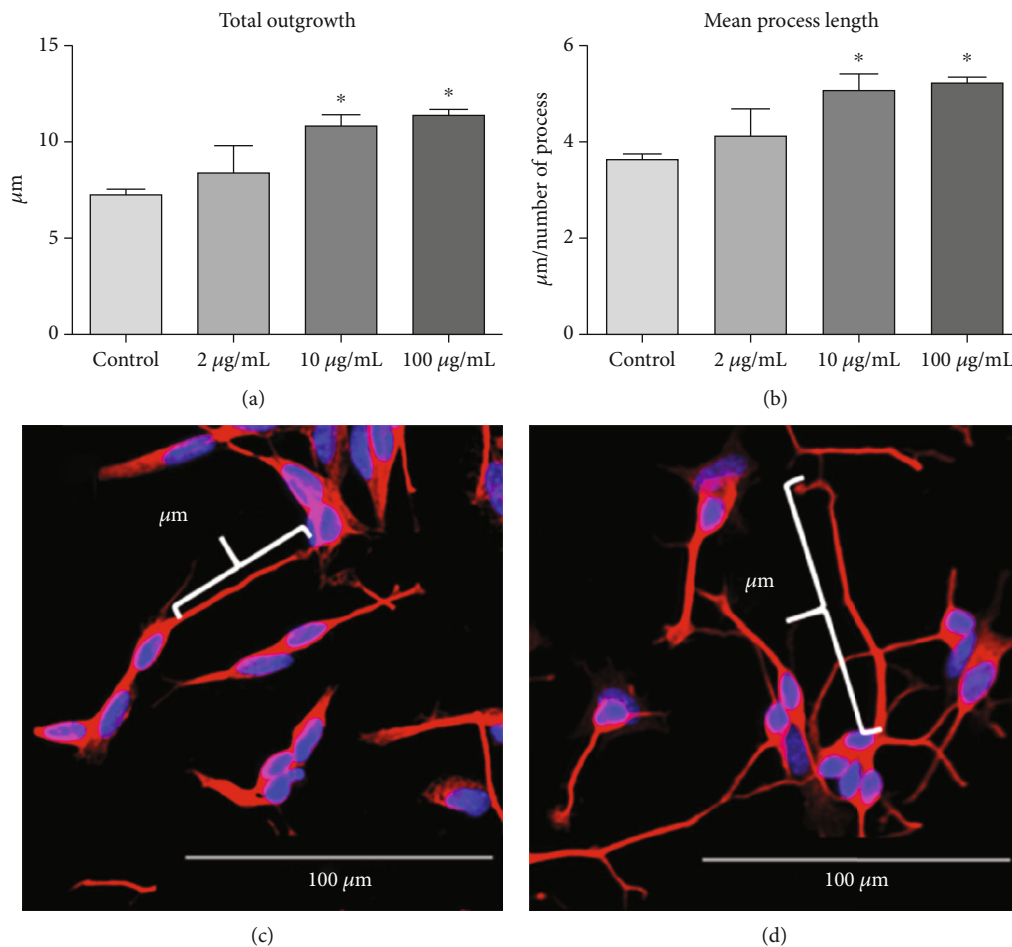 Total outgrowth
15
10
5
0
μm
* *
Control 2 μg/mL 10 μg/mL 100 μg/mL
(a)
Mean process length
6
4
2
0
μm/number of process
* *
Control 2 μg/mL 10 μg/mL 100 μg/mL
(b)
μm
100 μm
(c)
μm
100 μm
(d)